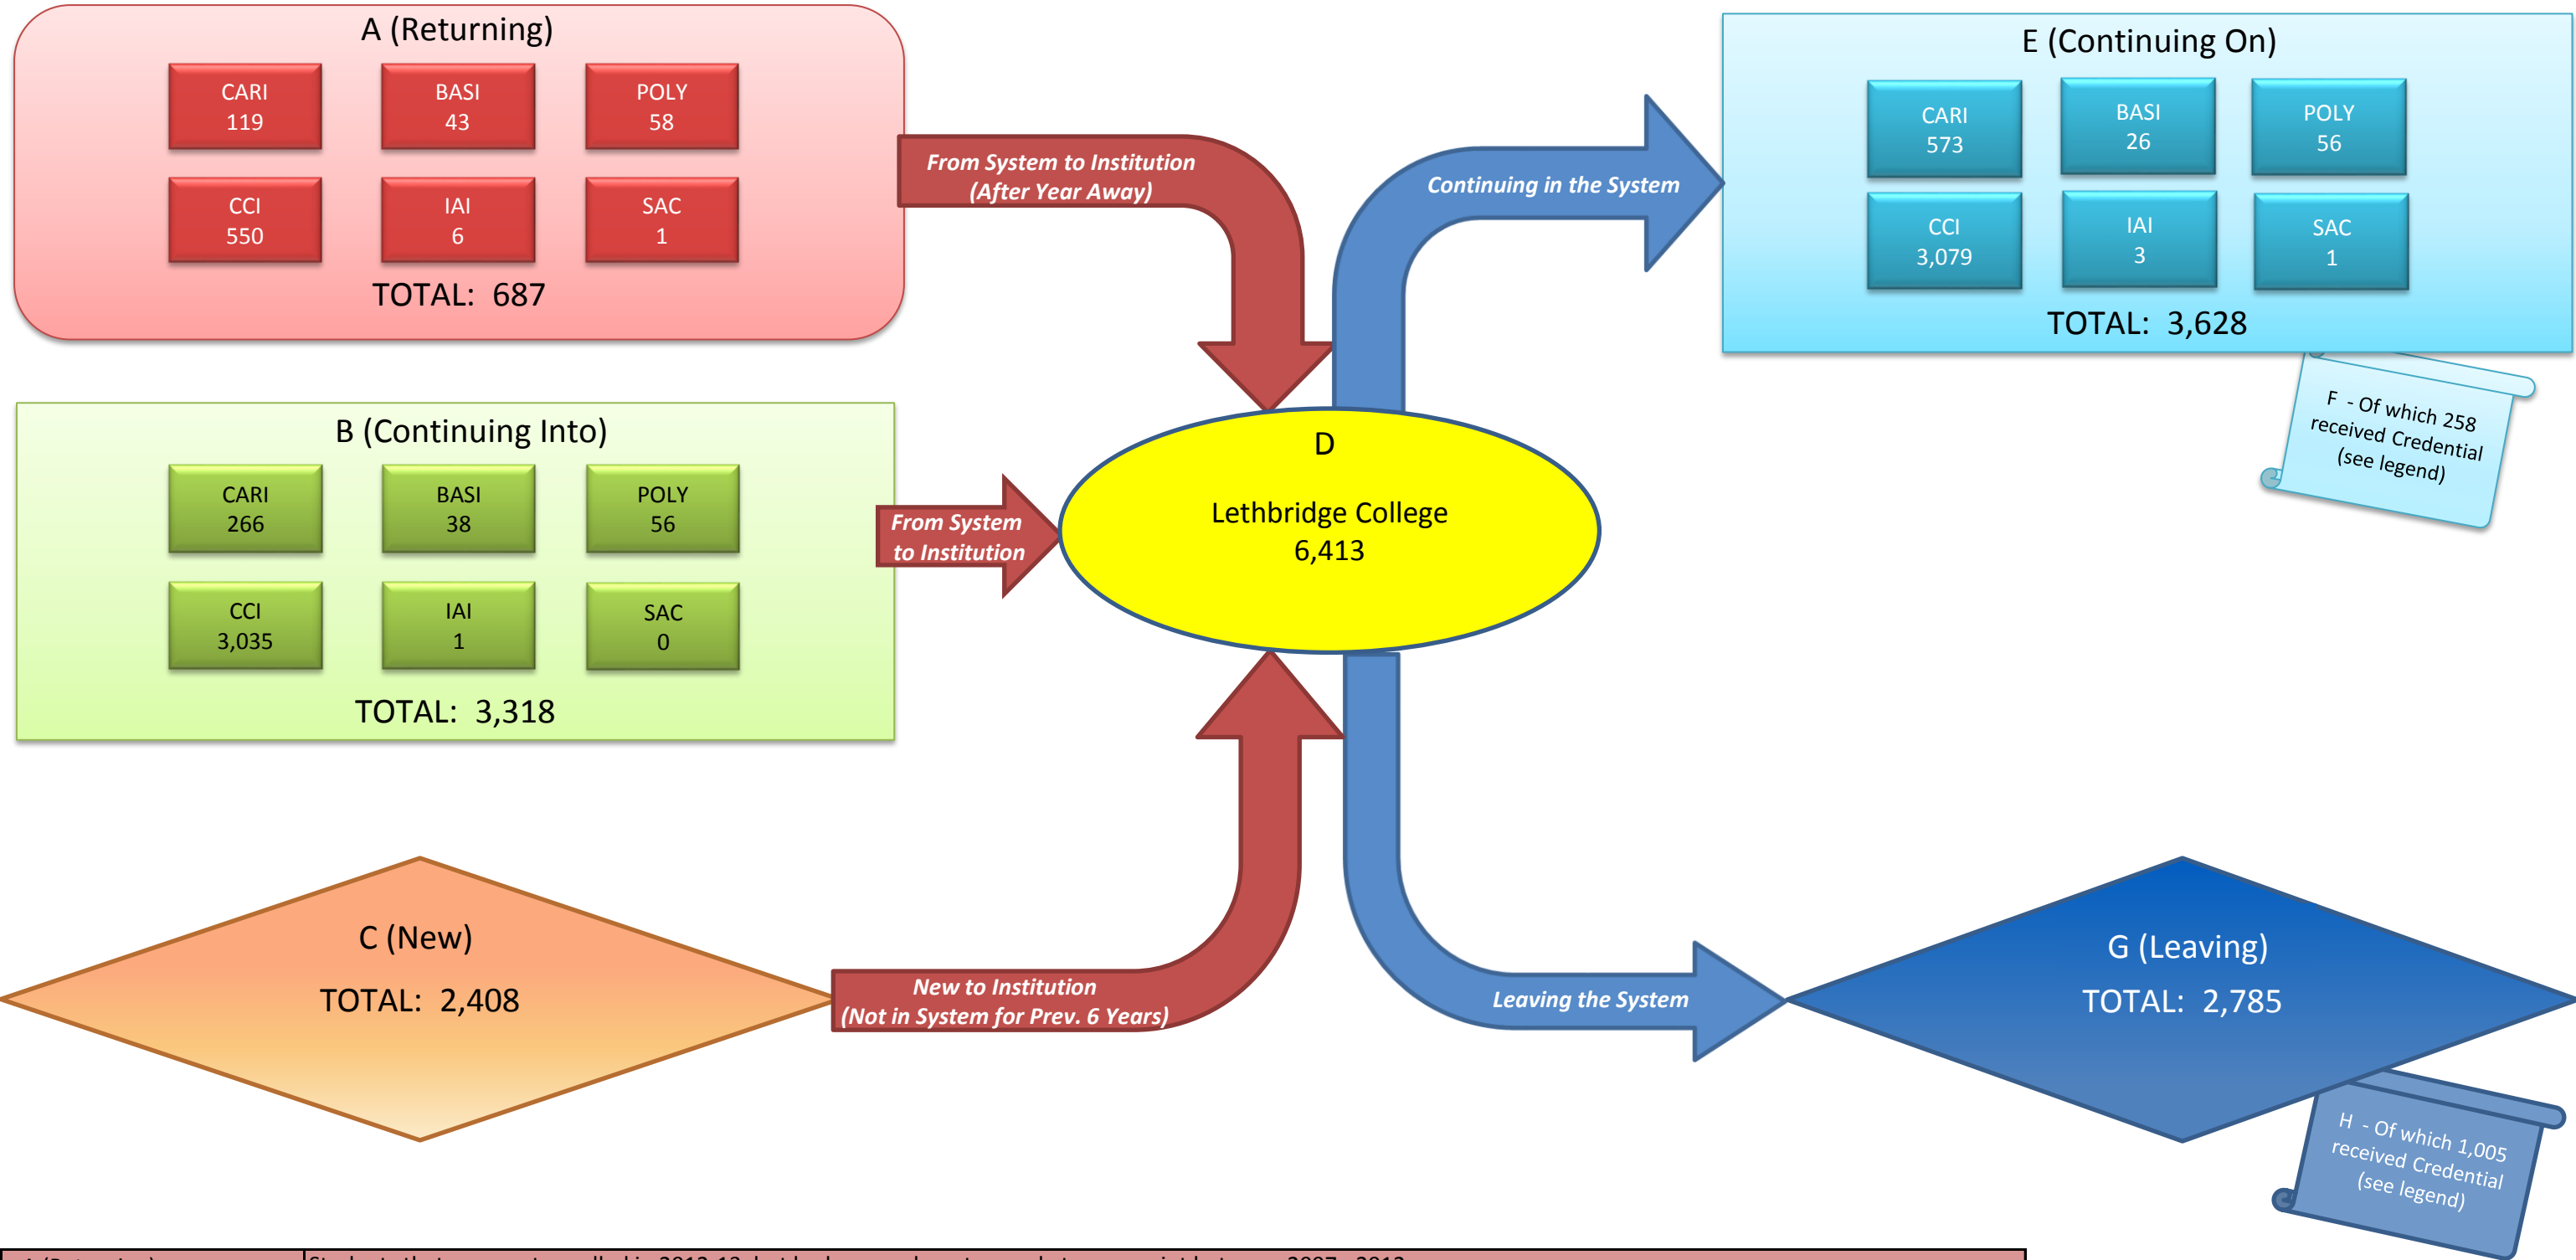 A (Returning)
CARI
119
BASI
43
POLY
58
CCI
550
IAI
6
SAC
1
TOTAL: 687
From System to Institution
(After Year Away)
Continuing in the System
E (Continuing On)
CARI
573
BASI
26
POLY
56
CCI
3,079
IAI
3
SAC
1
TOTAL: 3,628
F - Of which 258
received Credential
(see legend)
B (Continuing Into)
CARI
266
BASI
38
POLY
56
CCI
3,035
IAI
1
SAC
0
TOTAL: 3,318
From System
to Institution
D
Lethbridge College
6,413
C (New)
TOTAL: 2,408
New to Institution
(Not in System for Prev. 6 Years)
Leaving the System
G (Leaving)
TOTAL: 2,785
H - Of which 1,005
received Credential
(see legend)